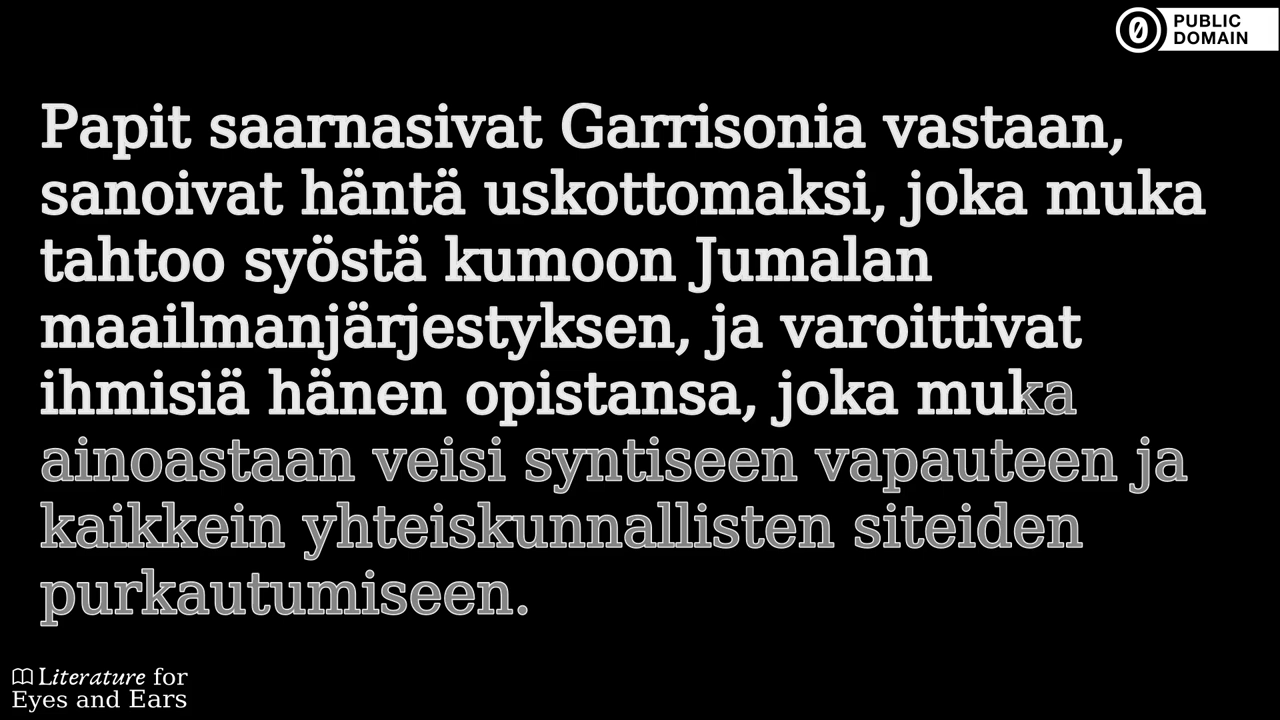 PUBLIC
DOMAIN
Papit saarnasivat Garrisonia vastaan,
sanoivat häntä uskottomaksi, joka muka
tahtoo syöstä kumoon Jumalan
maailmanjärjestyksen, ja varoittivat
ihmisiä hänen opistansa, joka muka
ainoastaan veisi syntiseen vapauteen ja
kaikkein yhteiskunnallisten siteiden
purkautumiseen.
Literature for
Eyes and Ears